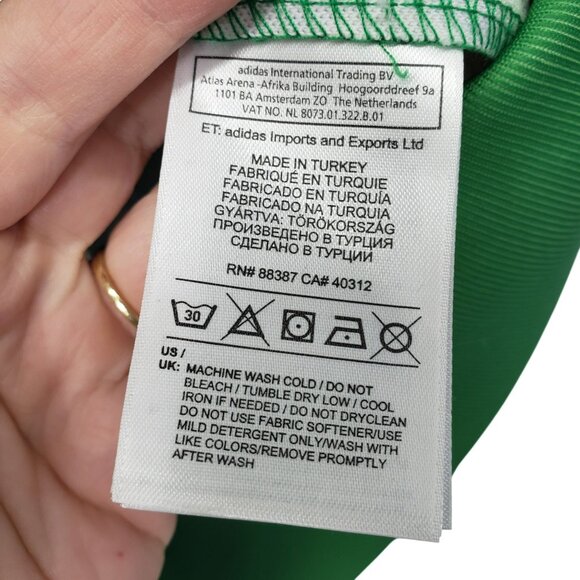 adidas International Trading BV
Atlas Arena -Afrika Building Hoogoorddreef 9a
1101 BA Amsterdam ZO The Netherlands
VAT NO. NL 8073.01.322.B.01
ET: adidas Imports and Exports Ltd
MADE IN TURKEY
FABRIQUÉ EN TURQUIE
FABRICADO EN TURQUÍA
FABRICADO NA TURQUIA
GYÁRTVA: TÖRÖKORSZÁG
ПРОИЗВЕДЕНО В ТУРЦИИ
СДЕЛАНО В ТУРЦИИ
RN# 88387 CA# 40312
30
US /
UK: MACHINE WASH COLD / DO NOT
BLEACH / TUMBLE DRY LOW / COOL
IRON IF NEEDED / DO NOT DRYCLEAN
DO NOT USE FABRIC SOFTENER/USE
MILD DETERGENT ONLY/WASH WITH
LIKE COLORS/REMOVE PROMPTLY
AFTER WASH